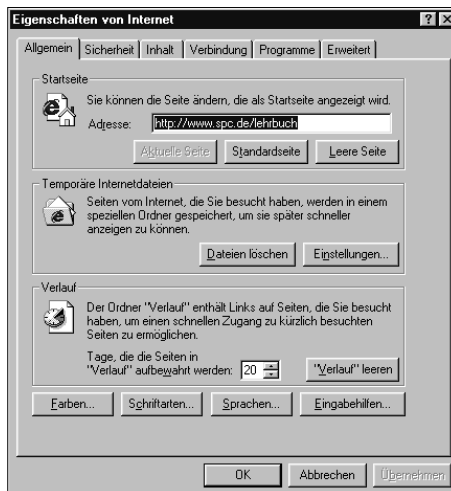 Eigenschaften von Internet
Allgemein Sicherheit Inhalt Verbindung Programme Erweitert
Startseite
Sie können die Seite ändern, die als Startseite angezeigt wird.
Adresse: http://www.spc.de/lehrbuch
Aktuelle Seite Standardseite Leere Seite
Temporäre Internetdateien
Seiten vom Internet, die Sie besucht haben, werden in einem
speziellen Ordner gespeichert, um sie später schneller
anzeigen zu können.
Dateien löschen Einstellungen...
Verlauf
Der Ordner "Verlauf" enthält Links auf Seiten, die Sie besucht
haben, um einen schnellen Zugang zu kürzlich besuchten
Seiten zu ermöglichen.
Tage, die die Seiten in
"Verlauf" aufbewahrt werden: 20 "Verlauf" leeren
Farben... Schriftarten... Sprachen... Eingabehilfen...
OK Abbrechen Übernehmen